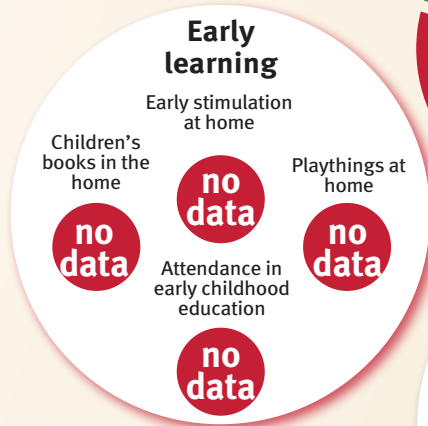 Early
learning
Early stimulation
at home
no
data
Children’s
books in the
home
no
data
Playthings at
home
no
data
Attendance in
early childhood
education
no
data